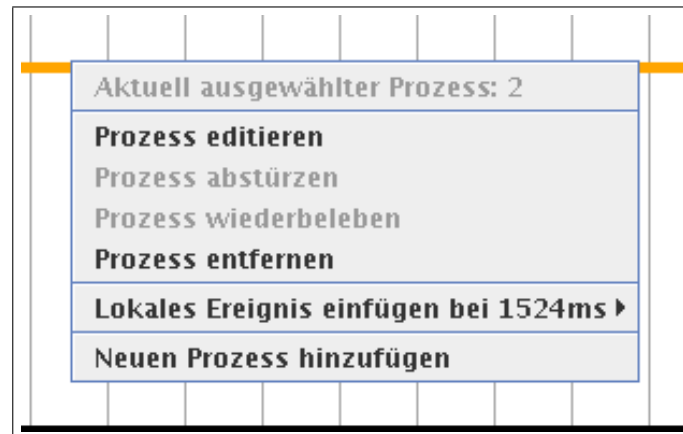 Aktuell ausgewählter Prozess: 2
Prozess editieren
Prozess abstürzen
Prozess wiederbeleben
Prozess entfernen
Lokales Ereignis einfügen bei 1524ms
Neuen Prozess hinzufügen